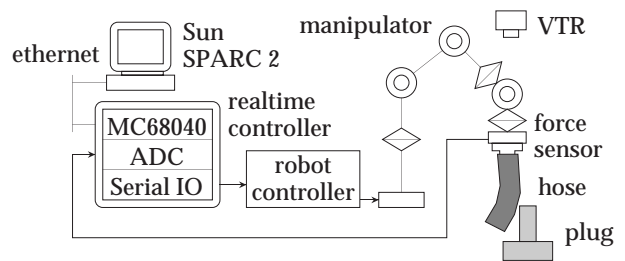 ethernet
Sun
SPARC 2
manipulator
VTR
realtime
controller
MC68040
ADC
Serial IO
robot
controller
force
sensor
hose
plug